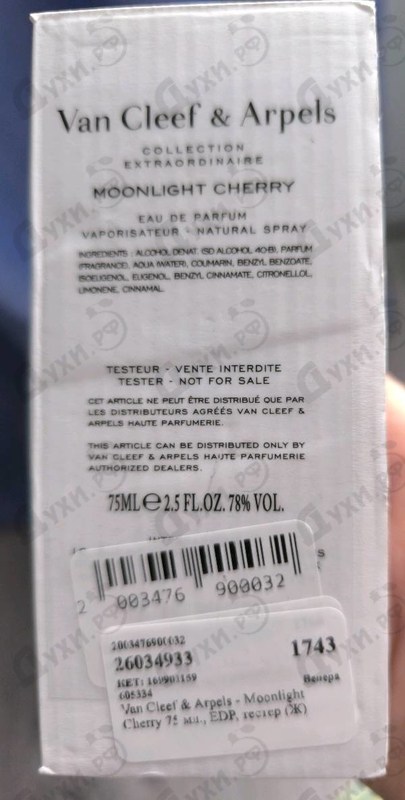 Van Cleef & Arpels
COLLECTION
EXTRAORDINAIRE
MOONLIGHT CHERRY
EAU DE PARFUM
VAPORISATEUR - NATURAL SPRAY
INGREDIENTS : ALCOHOL DENAT. (SD ALCOHOL 40-B), PARFUM
(FRAGRANCE), AQUA (WATER), COUMARIN, BENZYL BENZOATE,
ISOEUGENOL, EUGENOL, BENZYL CINNAMATE, CITRONELLOL,
LIMONENE, CINNAMAL.
TESTEUR - VENTE INTERDITE
TESTER - NOT FOR SALE
CET ARTICLE NE PEUT ÊTRE DISTRIBUÉ QUE PAR
LES DISTRIBUTEURS AGRÉÉS VAN CLEEF &
ARPELS HAUTE PARFUMERIE.
THIS ARTICLE CAN BE DISTRIBUTED ONLY BY
VAN CLEEF & ARPELS HAUTE PARFUMERIE
AUTHORIZED DEALERS.
75ML e 2.5 FL.OZ. 78% VOL.
2 003476 900032
2003476900032
26034933 1743
Венера
606334
Van Cleef & Arpels - Moonlight
Cherry 75 мл., EDP, тестер (Ж)
Духи.рф